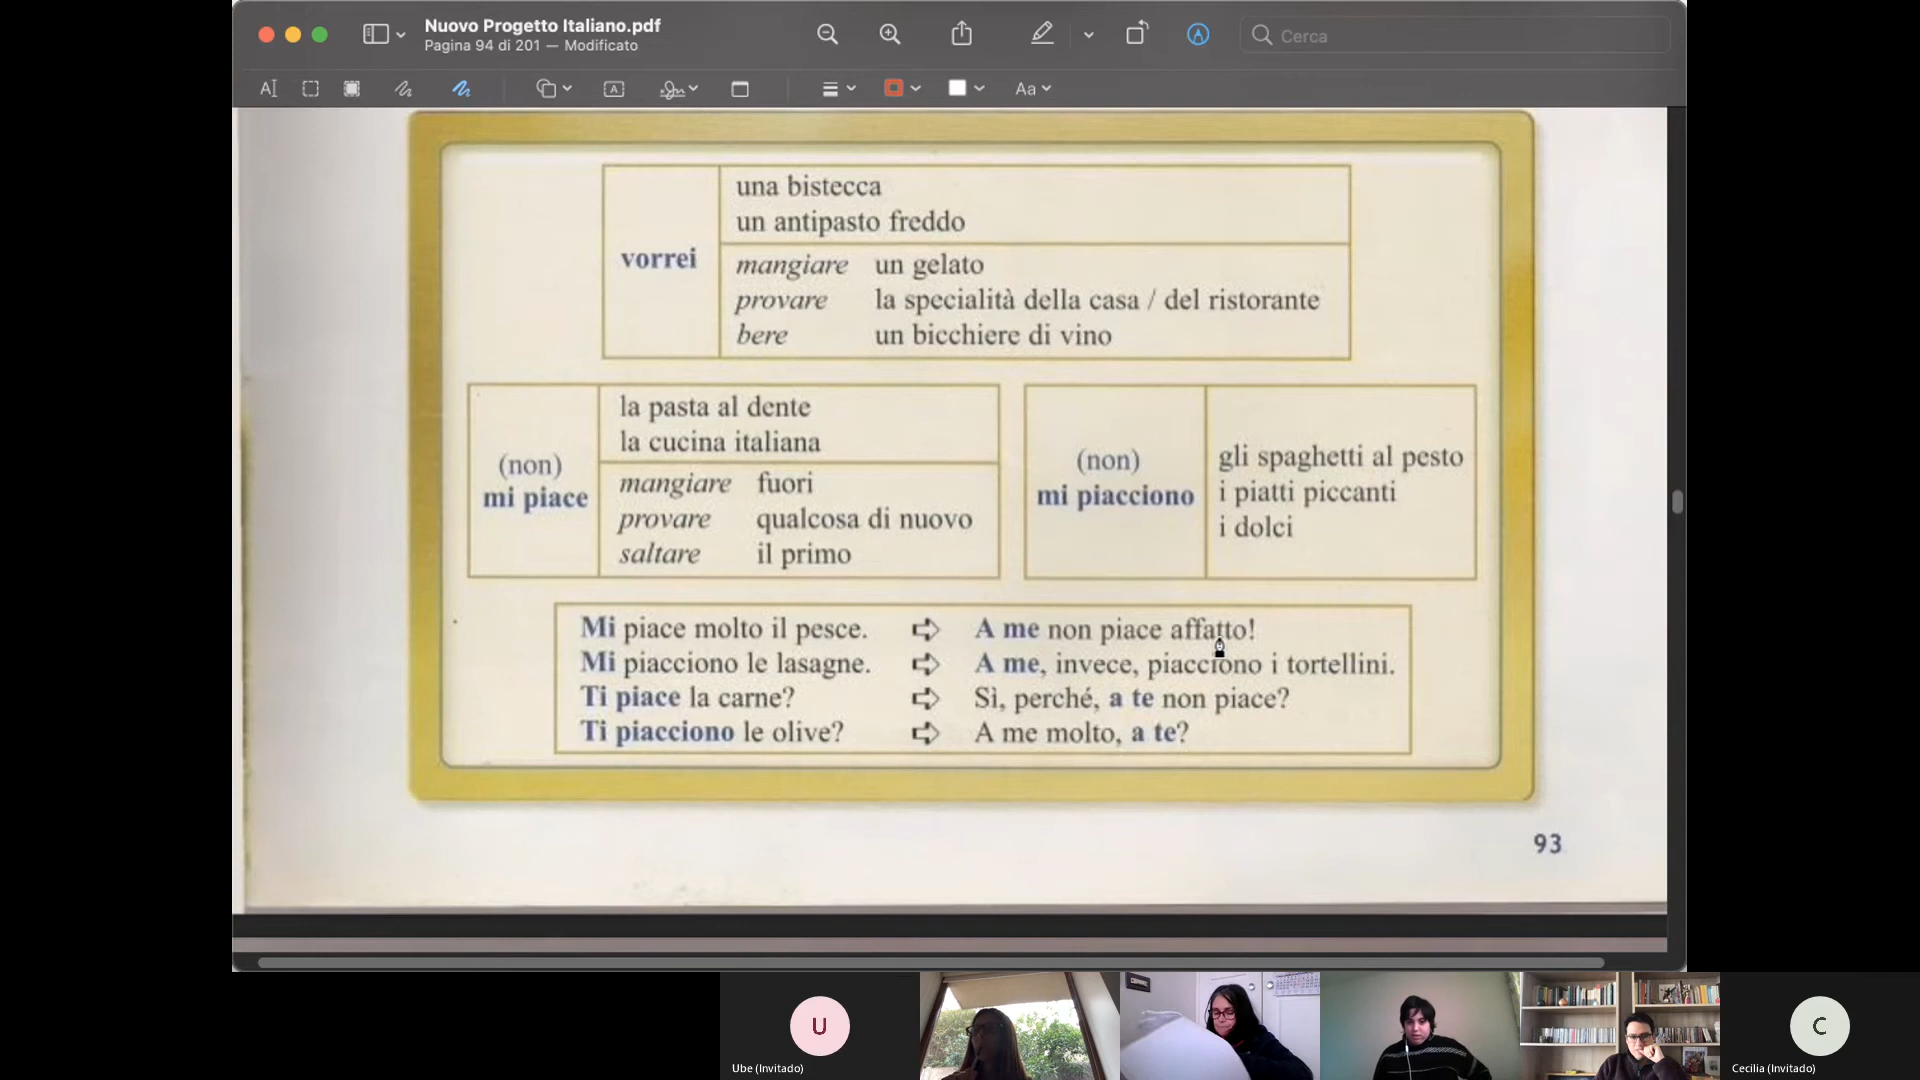 Nuovo Progetto Italiano.pdf
Pagina 94 di 201 — Modificato
Cerca
Aa
vorrei
una bistecca
un antipasto freddo
mangiare un gelato
provare la specialità della casa / del ristorante
bere un bicchiere di vino
(non)
mi piace
la pasta al dente
la cucina italiana
mangiare fuori
provare qualcosa di nuovo
saltare il primo
(non)
mi piacciono
gli spaghetti al pesto
i piatti piccanti
i dolci
Mi piace molto il pesce. ⇨ A me non piace affatto!
Mi piacciono le lasagne. ⇨ A me, invece, piacciono i tortellini.
Ti piace la carne? ⇨ Sì, perché, a te non piace?
Ti piacciono le olive? ⇨ A me molto, a te?
93
U
Ube (Invitado)
C
Cecilia (Invitado)